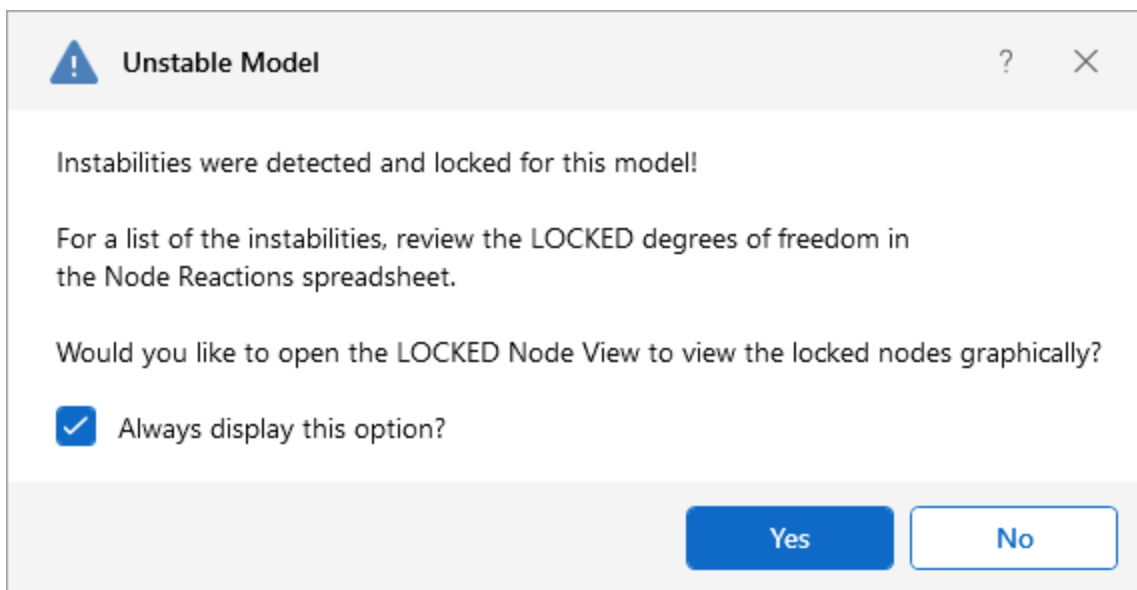 Unstable Model
?
Instabilities were detected and locked for this model!
For a list of the instabilities, review the LOCKED degrees of freedom in
the Node Reactions spreadsheet.
Would you like to open the LOCKED Node View to view the locked nodes graphically?
Always display this option?
Yes
No